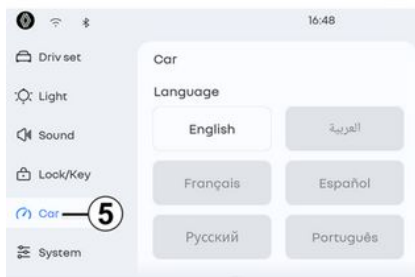 16:48
Driv set
Light
Sound
Lock/Key
Car
5
System
Car
Language
English
العربية
Français
Español
Русский
Português